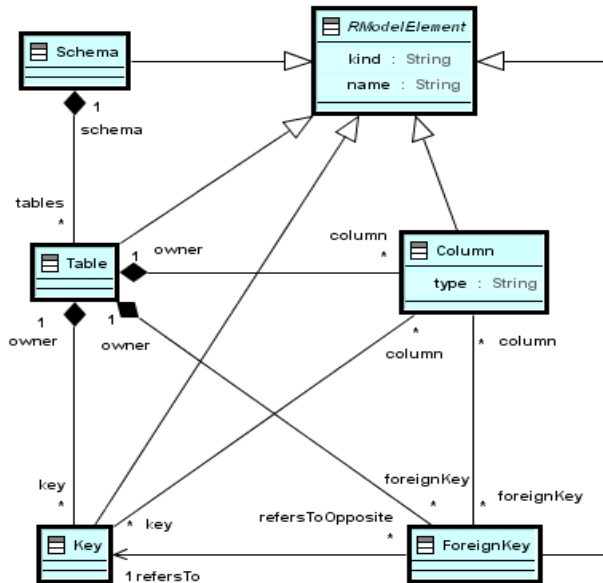 RModelElement
Schema
kind : String
name : String
1
schema
tables
*
owner
column
1
*
Table
Column
type : String
1
1
owner
owner
*
column
*
column
key
*
foreignKey
*
*
foreignKey
* key
refersToOpposite
*
Key
ForeignKey
1 refersTo